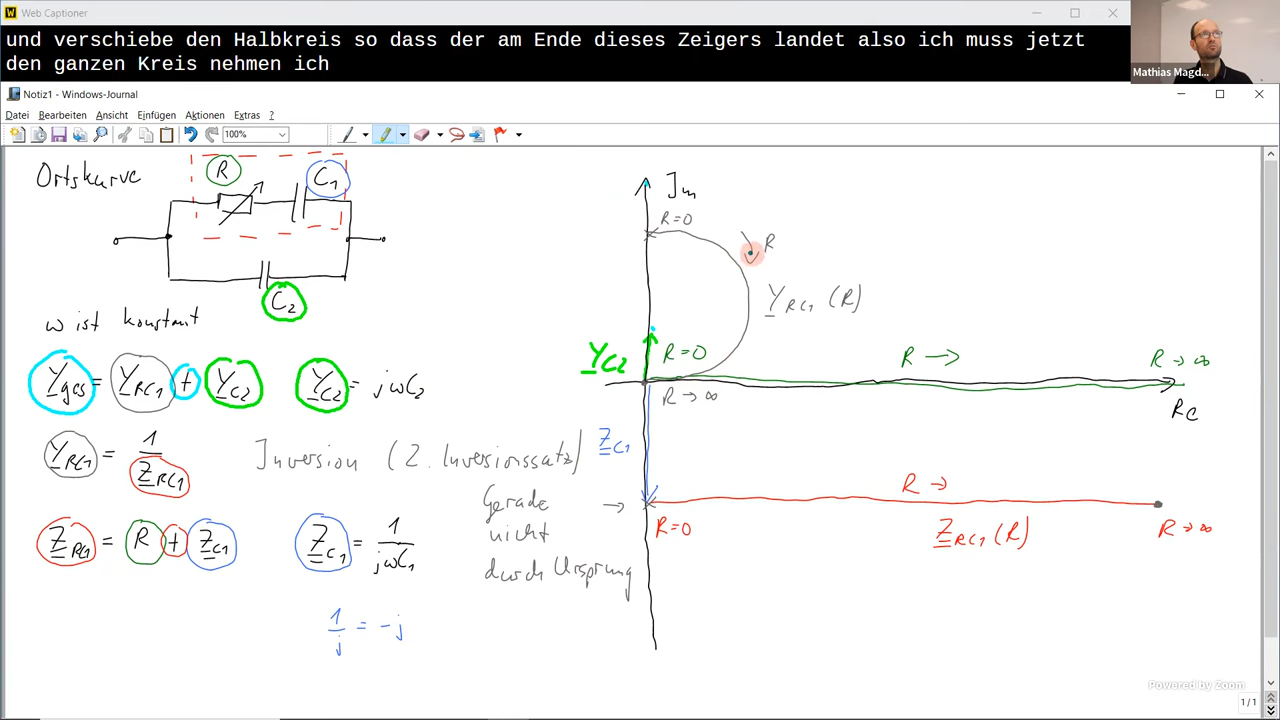 Web Captioner
und verschiebe den Halbkreis so dass der am Ende dieses Zeigers landet also ich muss jetzt
den ganzen Kreis nehmen ich
Mathias Magd...
Notiz1 - Windows-Journal
Datei Bearbeiten Ansicht Einfügen Aktionen Extras ?
100%
Ortskurve
R
C1
C2
ω ist konstant
Yges = YRC1 + YC2
YC2 = jωC2
YRC1 = 1/ZRC1
Inversion (2. Inversionssatz)
Gerade →
nicht
durch Ursprung
ZRC1 = R + ZC1
ZC1 = 1/jωC1
1/j = -j
Im
R=0
R
YRC1 (R)
YC2
R=0
R →
R → ∞
R → ∞
Re
ZC1
R →
R=0
ZRC1 (R)
R → ∞
Recorded by Zoom
1 / 1